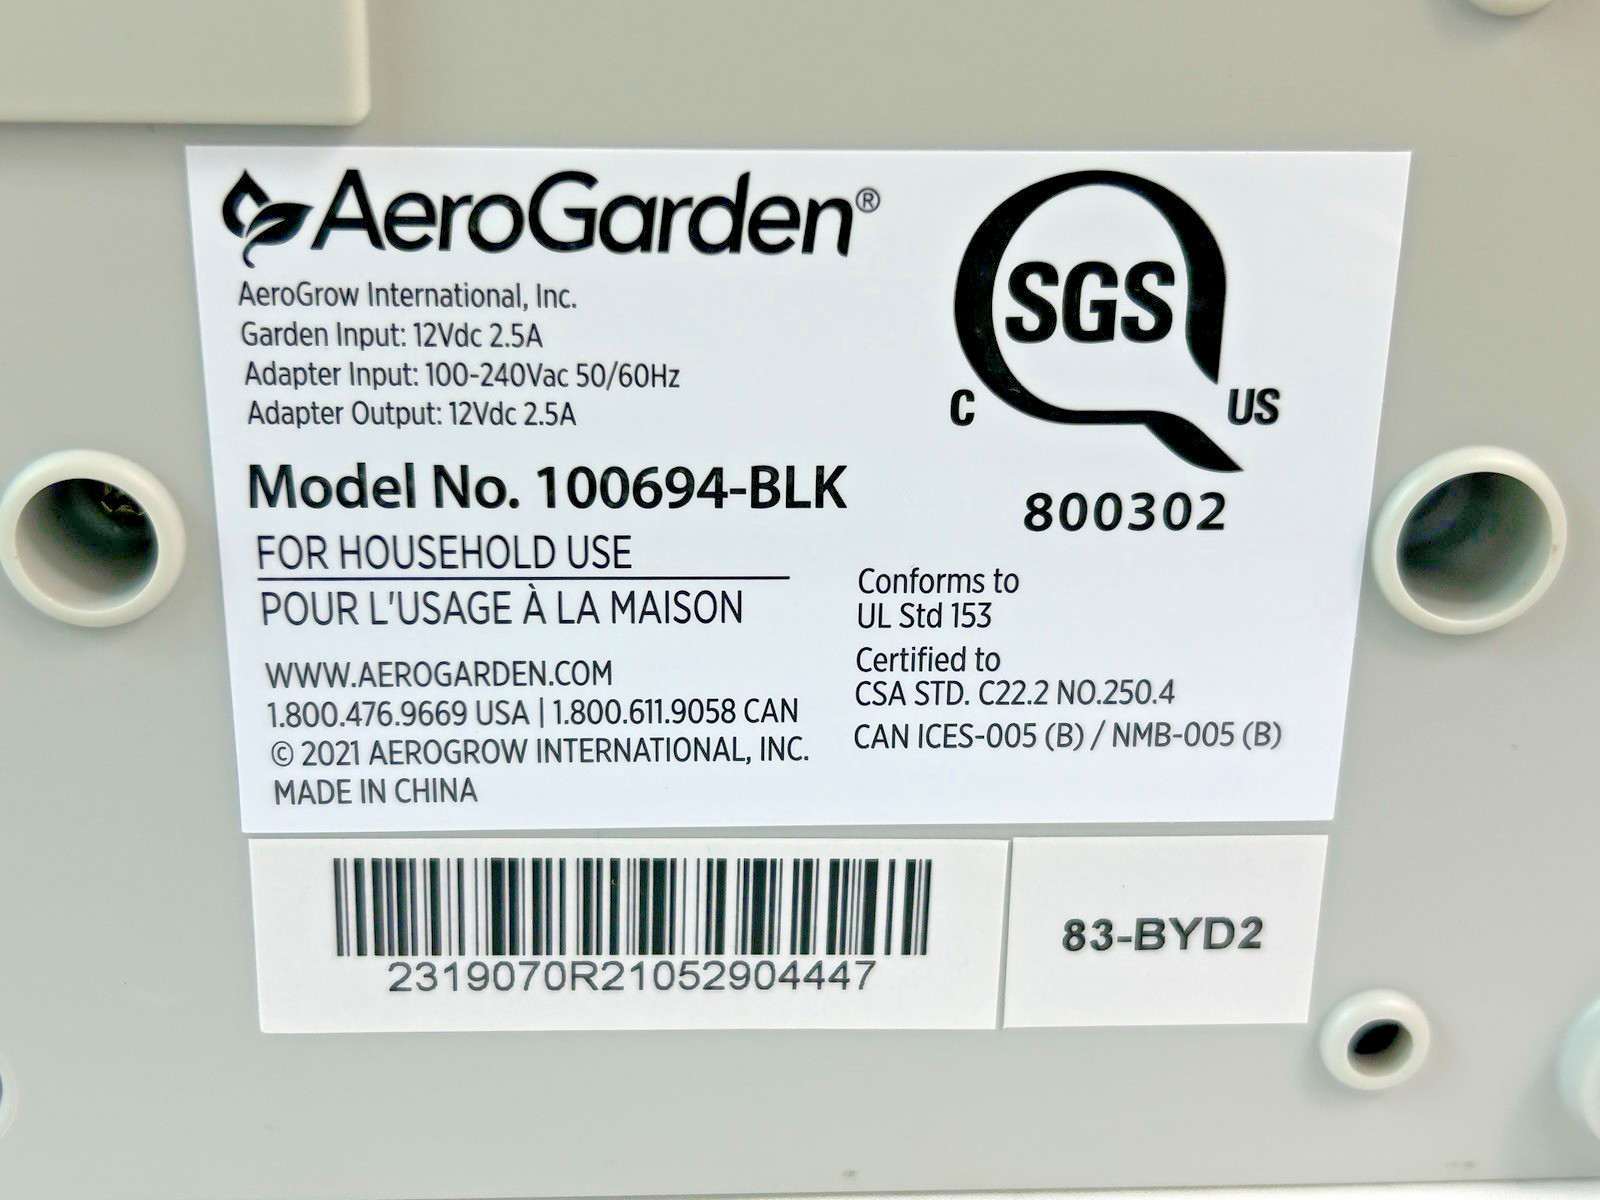 AeroGarden®
AeroGrow International, Inc.
Garden Input: 12Vdc 2.5A
Adapter Input: 100-240Vac 50/60Hz
Adapter Output: 12Vdc 2.5A
Model No. 100694-BLK
FOR HOUSEHOLD USE
POUR L'USAGE À LA MAISON
WWW.AEROGARDEN.COM
1.800.476.9669 USA | 1.800.611.9058 CAN
© 2021 AEROGROW INTERNATIONAL, INC.
MADE IN CHINA
SGS
C US
800302
Conforms to
UL Std 153
Certified to
CSA STD. C22.2 NO.250.4
CAN ICES-005 (B) / NMB-005 (B)
2319070R21052904447
83-BYD2